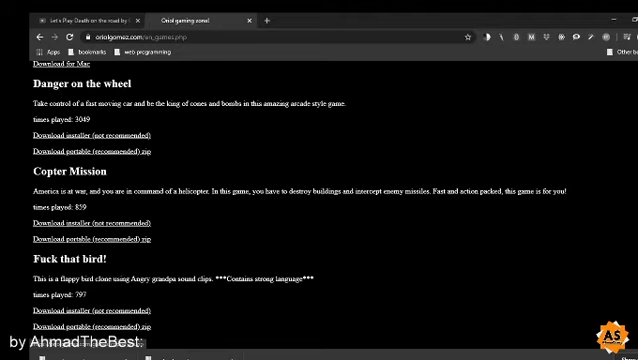 Let's Play Death on the road by
Oriol gaming zone!
oriolgomez.com/en_games.php
Apps
bookmarks
web programming
Other b
Download for Mac
Danger on the wheel
Take control of a fast moving car and be the king of cones and bombs in this amazing arcade style game.
times played: 3049
Download installer (not recommended)
Download portable (recommended) zip
Copter Mission
America is at war, and you are in command of a helicopter. In this game, you have to destroy buildings and intercept enemy missiles. Fast and action packed, this game is for you!
times played: 859
Download installer (not recommended)
Download portable (recommended) zip
Fuck that bird!
This is a flappy bird clone using Angry grandpa sound clips. ***Contains strong language***
times played: 797
Download installer (not recommended)
Download portable (recommended) zip
by AhmadTheBest:
AS